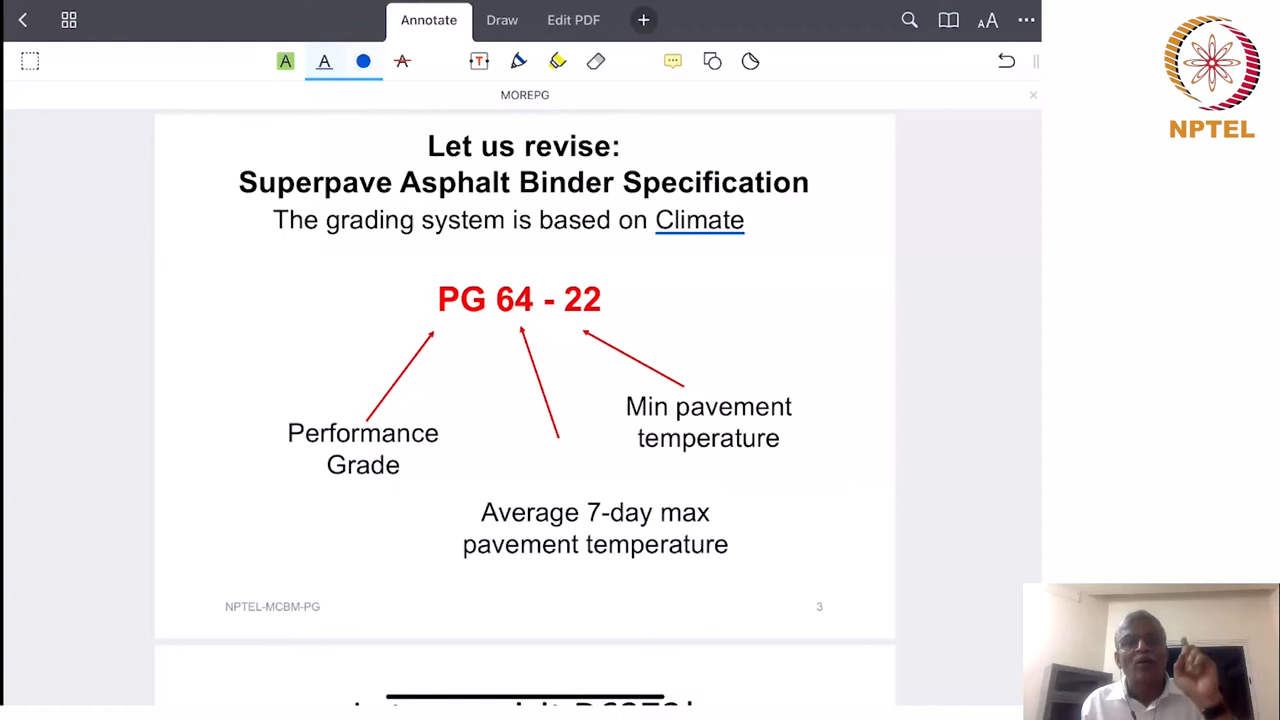 Annotate
Draw
Edit PDF
MOREPG
NPTEL
Let us revise:
Superpave Asphalt Binder Specification
The grading system is based on Climate
PG 64 - 22
Performance
Grade
Min pavement
temperature
Average 7-day max
pavement temperature
NPTEL-MCBM-PG
3